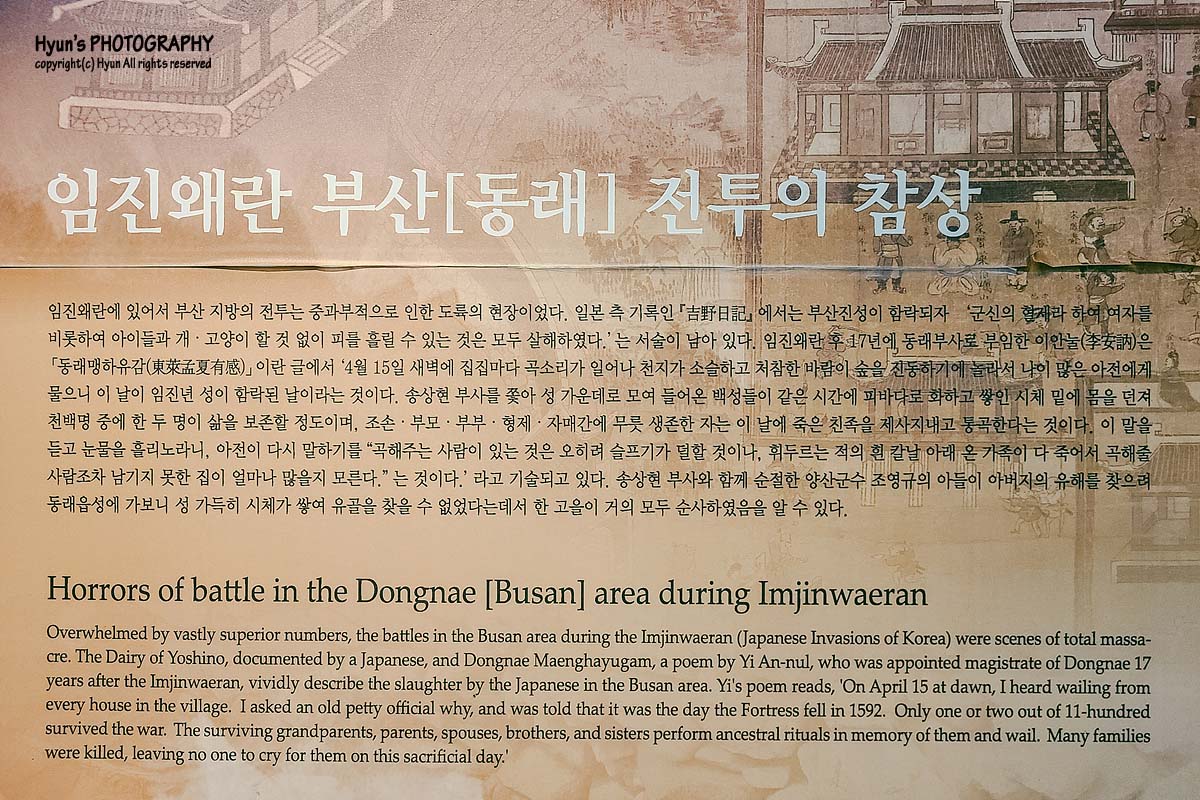 Hyun's PHOTOGRAPHY
copyright(c) Hyun All rights reserved
임진왜란 부산[동래] 전투의 참상
임진왜란에 있어서 부산 지방의 전투는 중과부적으로 인한 도륙의 현장이었다. 일본 측 기록인 『吉野日記』에서는 부산진성이 함락되자 '군신의 형제라 하여 여자를
비롯하여 아이들과 개 · 고양이 할 것 없이 피를 흘릴 수 있는 것은 모두 살해하였다.'는 서술이 남아 있다. 임진왜란 후 17년에 동래부사로 부임한 이안눌(李安訥)은
「동래맹하유감(東萊孟夏有感)」이란 글에서 '4월 15일 새벽에 집집마다 곡소리가 일어나 천지가 소슬하고 처참한 바람이 숲을 진동하기에 놀라서 나이 많은 아전에게
물으니 이 날이 임진년 성이 함락된 날이라는 것이다. 송상현 부사를 쫓아 성 가운데로 모여 들어온 백성들이 같은 시간에 피바다로 화하고 쌓인 시체 밑에 몸을 던져
천백명 중에 한 두 명이 삶을 보존할 정도이며, 조손 · 부모 · 부부 · 형제 · 자매간에 무릇 생존한 자는 이 날에 죽은 친족을 제사지내고 통곡한다는 것이다. 이 말을
듣고 눈물을 흘리노라니, 아전이 다시 말하기를 "곡해주는 사람이 있는 것은 오히려 슬프기가 덜할 것이나, 휘두르는 적의 흰 칼날 아래 온 가족이 다 죽어서 곡해줄
사람조차 남기지 못한 집이 얼마나 많을지 모른다." 는 것이다.' 라고 기술되고 있다. 송상현 부사와 함께 순절한 양산군수 조영규의 아들이 아버지의 유해를 찾으려
동래읍성에 가보니 성 가득히 시체가 쌓여 유골을 찾을 수 없었다는데서 한 고을이 거의 모두 순사하였음을 알 수 있다.
Horrors of battle in the Dongnae [Busan] area during Imjinwaeran
Overwhelmed by vastly superior numbers, the battles in the Busan area during the Imjinwaeran (Japanese Invasions of Korea) were scenes of total massa-
cre. The Dairy of Yoshino, documented by a Japanese, and Dongnae Maenghayugam, a poem by Yi An-nul, who was appointed magistrate of Dongnae 17
years after the Imjinwaeran, vividly describe the slaughter by the Japanese in the Busan area. Yi's poem reads, 'On April 15 at dawn, I heard wailing from
every house in the village. I asked an old petty official why, and was told that it was the day the Fortress fell in 1592. Only one or two out of 11-hundred
survived the war. The surviving grandparents, parents, spouses, brothers, and sisters perform ancestral rituals in memory of them and wail. Many families
were killed, leaving no one to cry for them on this sacrificial day.'